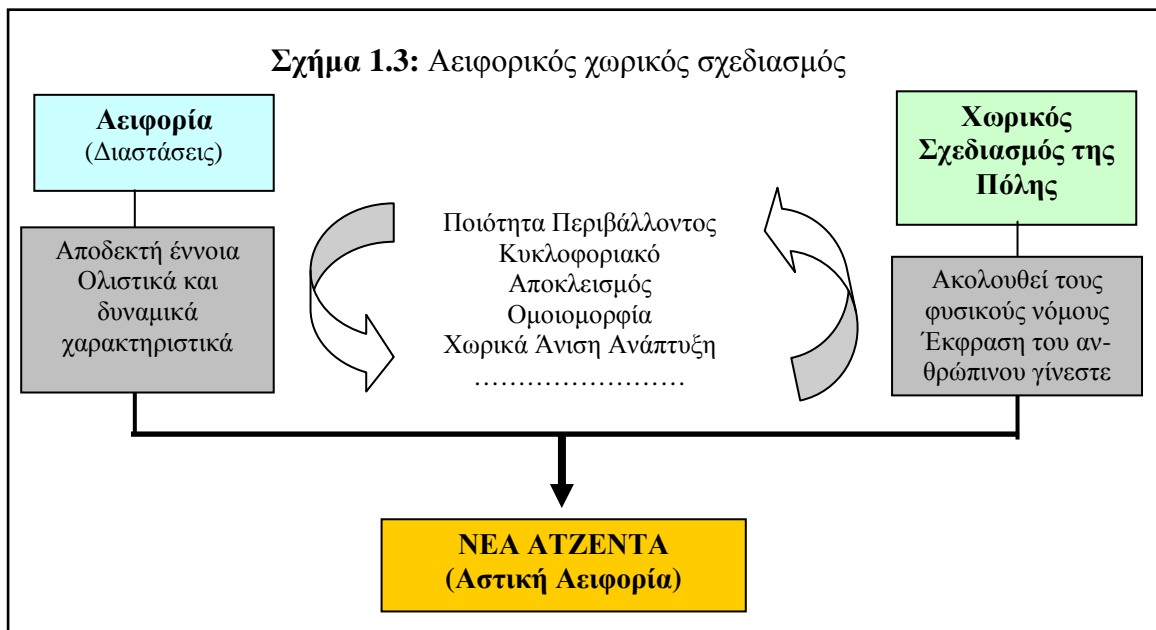 Σχήμα 1.3: Αειφορικός χωρικός σχεδιασμός
Αειφορία
(Διαστάσεις)
Αποδεκτή έννοια
Ολιστικά και
δυναμικά
χαρακτηριστικά
Ποιότητα Περιβάλλοντος
Κυκλοφοριακό
Αποκλεισμός
Ομοιομορφία
Χωρικά Άνιση Ανάπτυξη
……………………
Χωρικός
Σχεδιασμός της
Πόλης
Ακολουθεί τους
φυσικούς νόμους
Έκφραση του αν-
θρώπινου γίνεστε
ΝΕΑ ΑΤΖΕΝΤΑ
(Αστική Αειφορία)